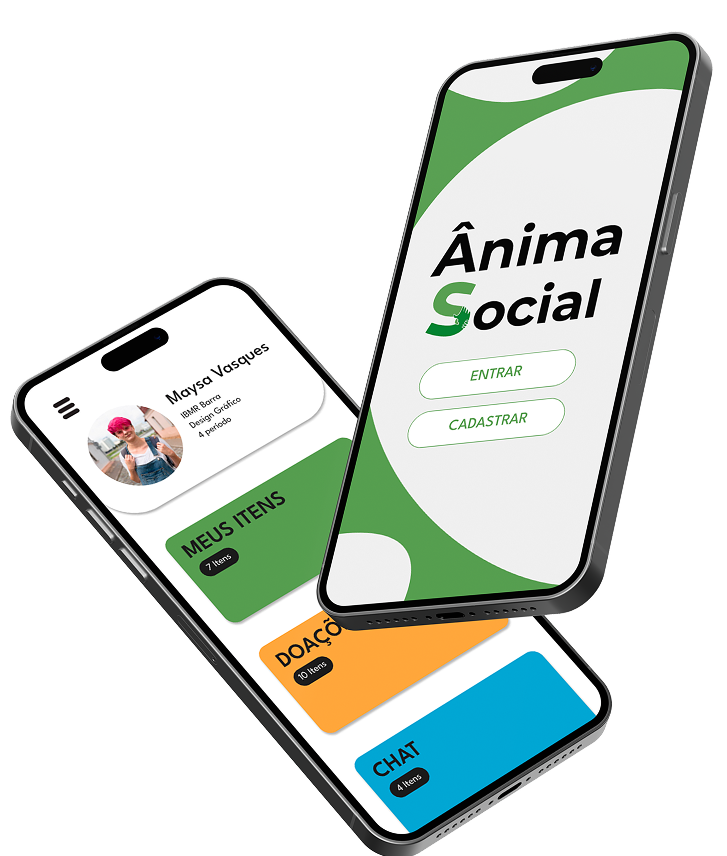 Ânima
Social
ENTRAR
CADASTRAR
Maysa Vasques
IBMR Barra
Design Gráfico
4 período
MEUS ITENS
7 Itens
DOAÇÕ
10 Itens
CHAT
4 Itens